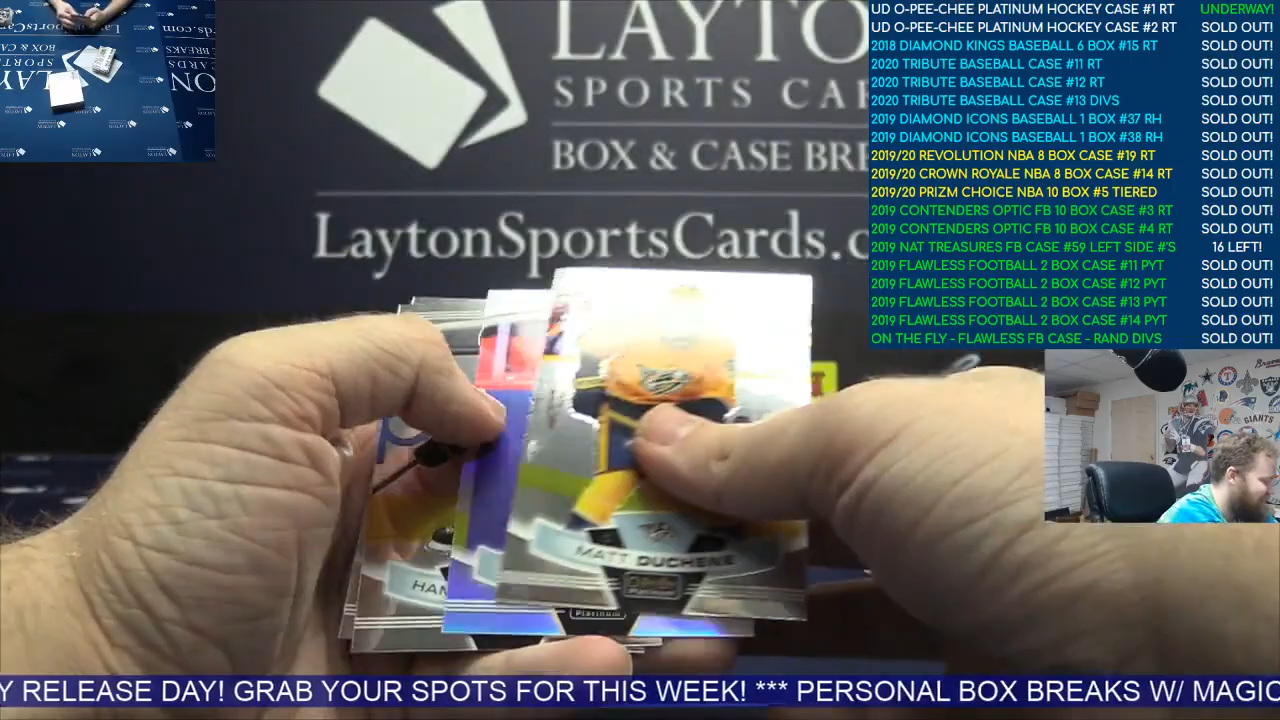 LAYTO
SPORTS CAR
BOX & CASE BRE
LaytonSportsCards.c
UD O-PEE-CHEE PLATINUM HOCKEY CASE #1 RT UNDERWAY!
UD O-PEE-CHEE PLATINUM HOCKEY CASE #2 RT SOLD OUT!
2018 DIAMOND KINGS BASEBALL 6 BOX #15 RT SOLD OUT!
2020 TRIBUTE BASEBALL CASE #11 RT SOLD OUT!
2020 TRIBUTE BASEBALL CASE #12 RT SOLD OUT!
2020 TRIBUTE BASEBALL CASE #13 DIVS SOLD OUT!
2019 DIAMOND ICONS BASEBALL 1 BOX #37 RH SOLD OUT!
2019 DIAMOND ICONS BASEBALL 1 BOX #38 RH SOLD OUT!
2019/20 REVOLUTION NBA 8 BOX CASE #19 RT SOLD OUT!
2019/20 CROWN ROYALE NBA 8 BOX CASE #14 RT SOLD OUT!
2019/20 PRIZM CHOICE NBA 10 BOX #5 TIERED SOLD OUT!
2019 CONTENDERS OPTIC FB 10 BOX CASE #3 RT SOLD OUT!
2019 CONTENDERS OPTIC FB 10 BOX CASE #4 RT SOLD OUT!
2019 NAT TREASURES FB CASE #59 LEFT SIDE #'S 16 LEFT!
2019 FLAWLESS FOOTBALL 2 BOX CASE #11 PYT SOLD OUT!
2019 FLAWLESS FOOTBALL 2 BOX CASE #12 PYT SOLD OUT!
2019 FLAWLESS FOOTBALL 2 BOX CASE #13 PYT SOLD OUT!
2019 FLAWLESS FOOTBALL 2 BOX CASE #14 PYT SOLD OUT!
ON THE FLY - FLAWLESS FB CASE - RAND DIVS SOLD OUT!
GIANTS
MATT DUCHENE
Platinum
HAN
Platinum
Y RELEASE DAY! GRAB YOUR SPOTS FOR THIS WEEK! *** PERSONAL BOX BREAKS W/ MAGIC